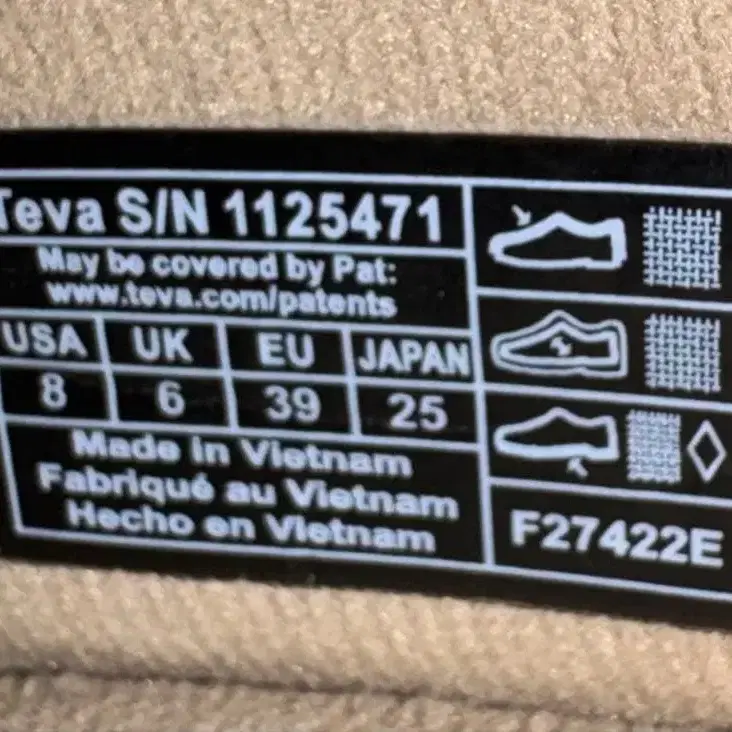 Teva S/N 1125471
May be covered by Pat:
www.teva.com/patents
USA UK EU JAPAN
8 6 39 25
Made in Vietnam
Fabriqué au Vietnam
Hecho en Vietnam
F27422E